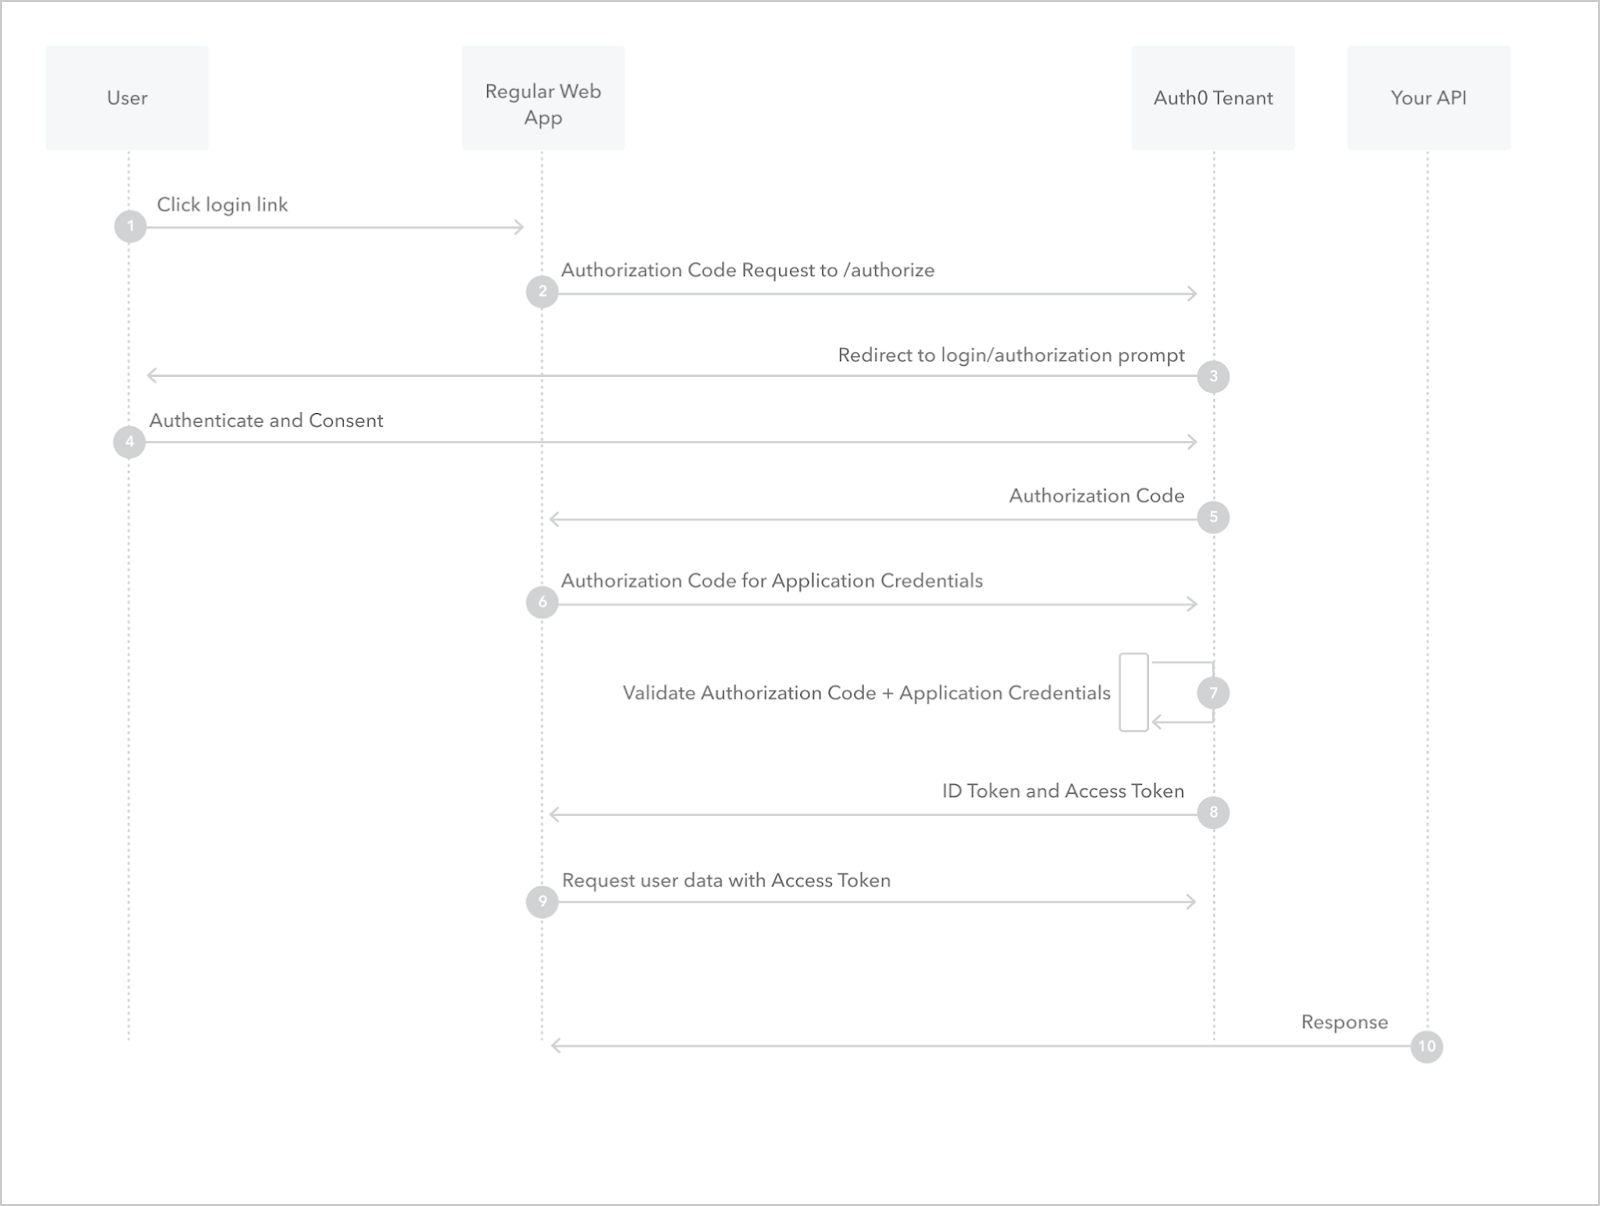 User
Regular Web
App
Auth0 Tenant
Your API
Click login link
1
Authorization Code Request to /authorize
2
Redirect to login/authorization prompt
3
Authenticate and Consent
4
Authorization Code
5
Authorization Code for Application Credentials
6
Validate Authorization Code + Application Credentials
7
ID Token and Access Token
8
Request user data with Access Token
9
Response
10